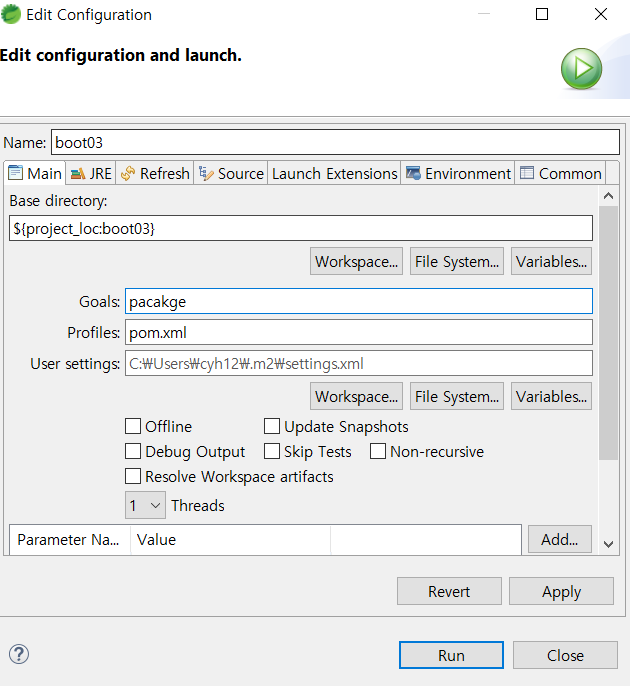 Edit Configuration
Edit configuration and launch.
Name: boot03
Main JRE Refresh Source Launch Extensions Environment Common
Base directory:
${project_loc:boot03}
Workspace... File System... Variables...
Goals: pacakge
Profiles: pom.xml
User settings: C:₩Users₩cyh12₩.m2₩settings.xml
Workspace... File System... Variables...
Offline Update Snapshots
Debug Output Skip Tests Non-recursive
Resolve Workspace artifacts
1 Threads
Parameter Na... Value Add...
Revert Apply
? Run Close